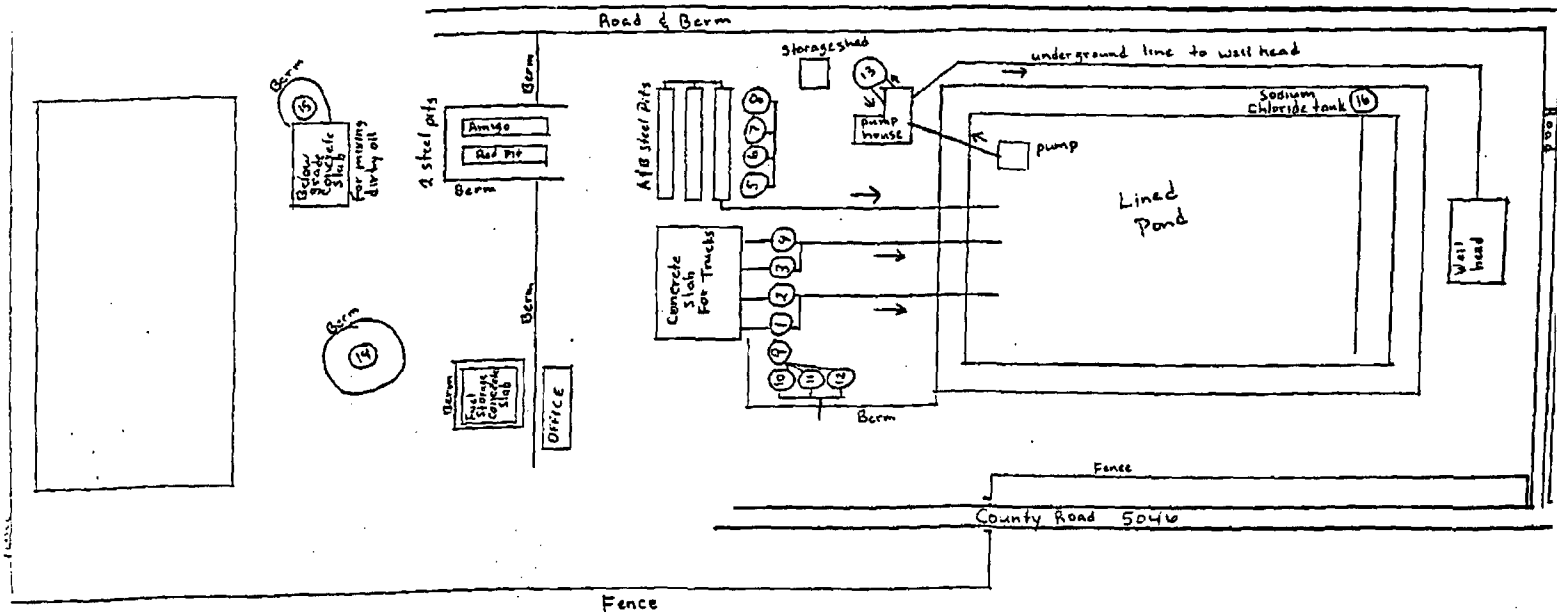 Road & Berm
Storage shed
underground line to well head
Berm
15
Below
grade
Concrete
Slab
For mixing
dirty oil
2 steel pits
Berm
Amigo
Rod Pit
Berm
A/B Steel Pits
8
7
6
5
13
pump
house
pump
Sodium
Chloride tank
16
Road
Lined
Pond
Well
head
Concrete
Slab
For Trucks
4
3
2
1
9
10
11
12
Berm
Berm
Berm
14
Berm
Fuel
Storage
Concrete
Slab
OFFICE
Fence
County Road 5046
Fence